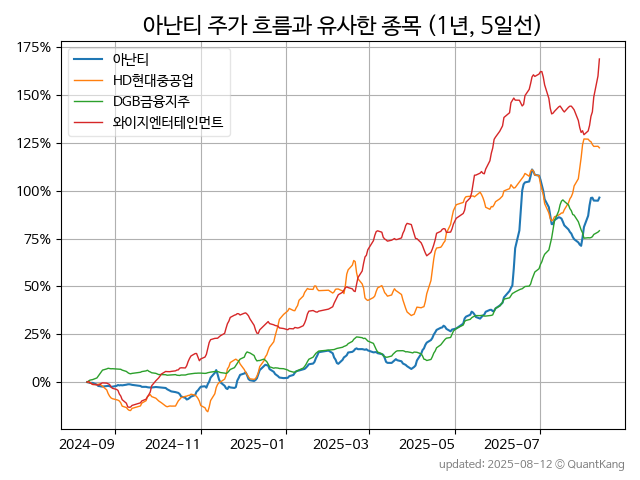 아난티 주가 흐름과 유사한 종목 (1년, 5일선)
175%
150%
125%
100%
75%
50%
25%
0%
아난티
HD현대중공업
DGB금융지주
와이지엔터테인먼트
2024-09 2024-11 2025-01 2025-03 2025-05 2025-07
updated: 2025-08-12 © QuantKang